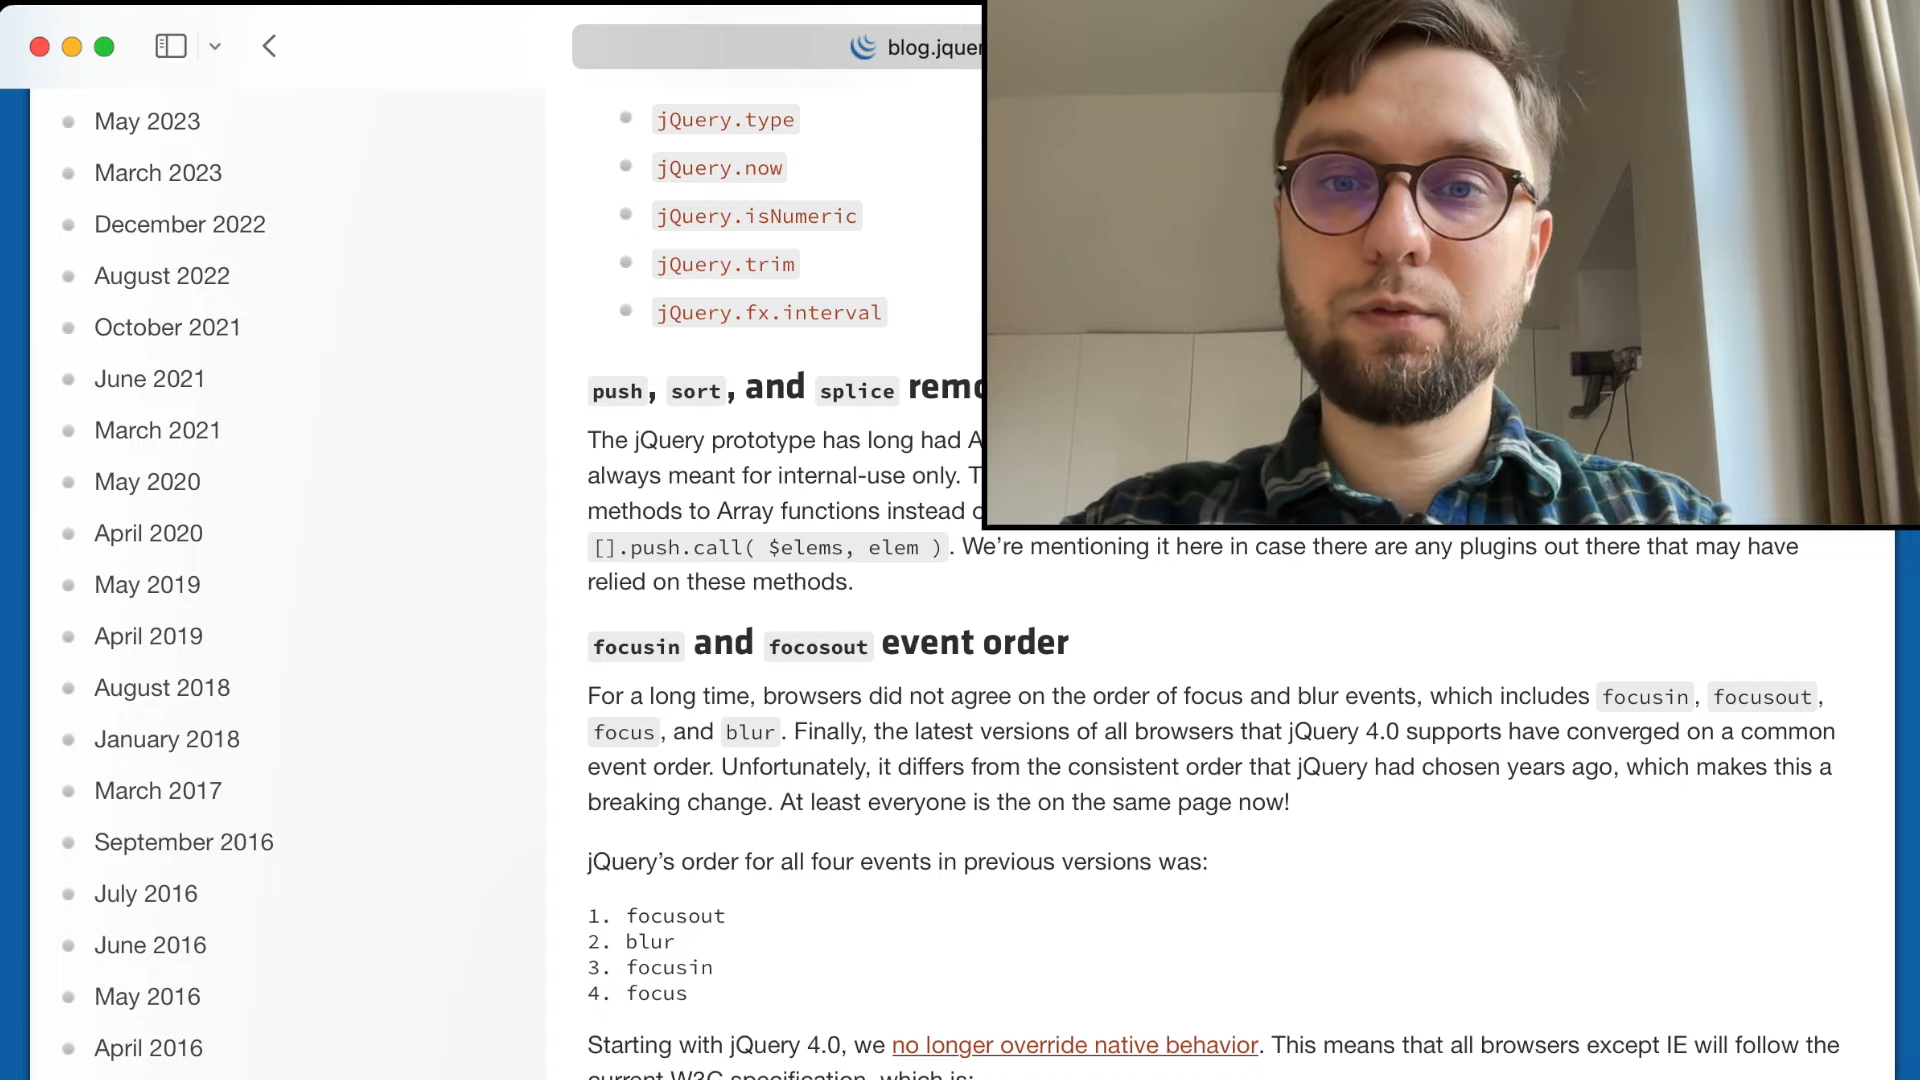 blog.jquer
May 2023
March 2023
December 2022
August 2022
October 2021
June 2021
March 2021
May 2020
April 2020
May 2019
April 2019
August 2018
January 2018
March 2017
September 2016
July 2016
June 2016
May 2016
April 2016
jQuery.type
jQuery.now
jQuery.isNumeric
jQuery.trim
jQuery.fx.interval
push, sort, and splice remo
The jQuery prototype has long had A
always meant for internal-use only. T
methods to Array functions instead o
[].push.call( $elems, elem ). We’re mentioning it here in case there are any plugins out there that may have
relied on these methods.
focusin and focosout event order
For a long time, browsers did not agree on the order of focus and blur events, which includes focusin, focusout,
focus, and blur. Finally, the latest versions of all browsers that jQuery 4.0 supports have converged on a common
event order. Unfortunately, it differs from the consistent order that jQuery had chosen years ago, which makes this a
breaking change. At least everyone is the on the same page now!
jQuery’s order for all four events in previous versions was:
1. focusout
2. blur
3. focusin
4. focus
Starting with jQuery 4.0, we no longer override native behavior. This means that all browsers except IE will follow the
current W3C specification, which is: